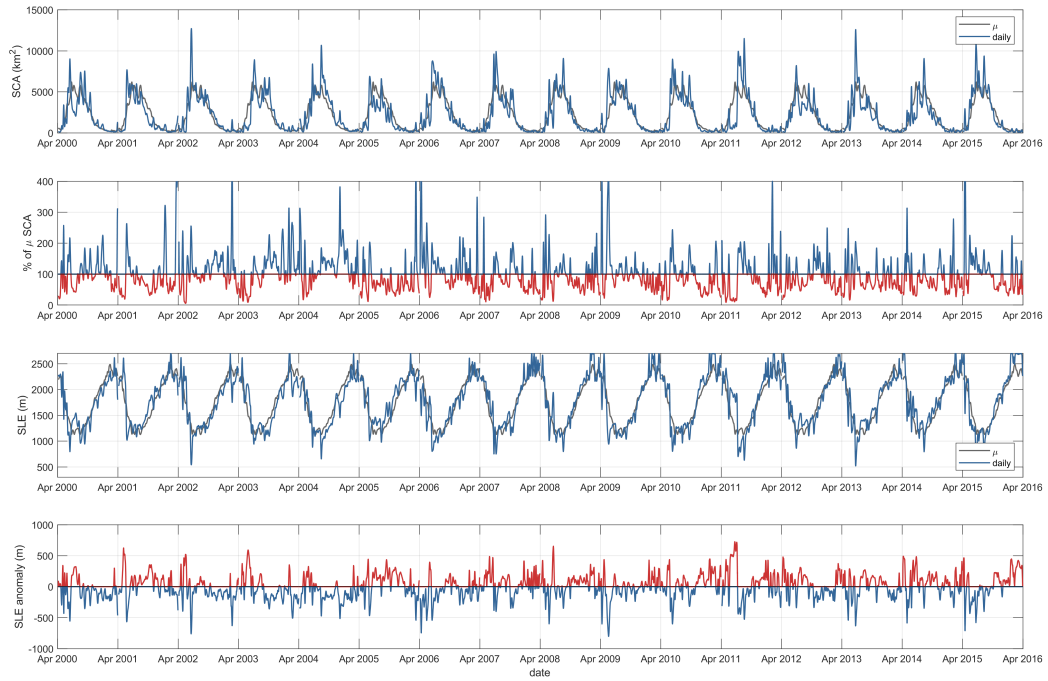 SCA (km²)
15000
10000
5000
0
μ
daily
Apr 2000 Apr 2001 Apr 2002 Apr 2003 Apr 2004 Apr 2005 Apr 2006 Apr 2007 Apr 2008 Apr 2009 Apr 2010 Apr 2011 Apr 2012 Apr 2013 Apr 2014 Apr 2015 Apr 2016
% of μ SCA
400
300
200
100
0
Apr 2000 Apr 2001 Apr 2002 Apr 2003 Apr 2004 Apr 2005 Apr 2006 Apr 2007 Apr 2008 Apr 2009 Apr 2010 Apr 2011 Apr 2012 Apr 2013 Apr 2014 Apr 2015 Apr 2016
SLE (m)
2500
2000
1500
1000
500
μ
daily
Apr 2000 Apr 2001 Apr 2002 Apr 2003 Apr 2004 Apr 2005 Apr 2006 Apr 2007 Apr 2008 Apr 2009 Apr 2010 Apr 2011 Apr 2012 Apr 2013 Apr 2014 Apr 2015 Apr 2016
SLE anomaly (m)
1000
500
0
-500
-1000
Apr 2000 Apr 2001 Apr 2002 Apr 2003 Apr 2004 Apr 2005 Apr 2006 Apr 2007 Apr 2008 Apr 2009 Apr 2010 Apr 2011 Apr 2012 Apr 2013 Apr 2014 Apr 2015 Apr 2016
date